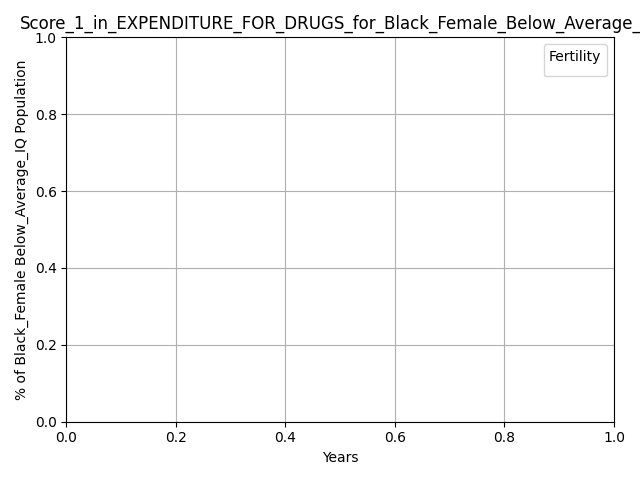 Score_1_in_EXPENDITURE_FOR_DRUGS_for_Black_Female_Below_Average_
Fertility
% of Black_Female Below_Average_IQ Population
1.0
0.8
0.6
0.4
0.2
0.0
0.0 0.2 0.4 0.6 0.8 1.0
Years